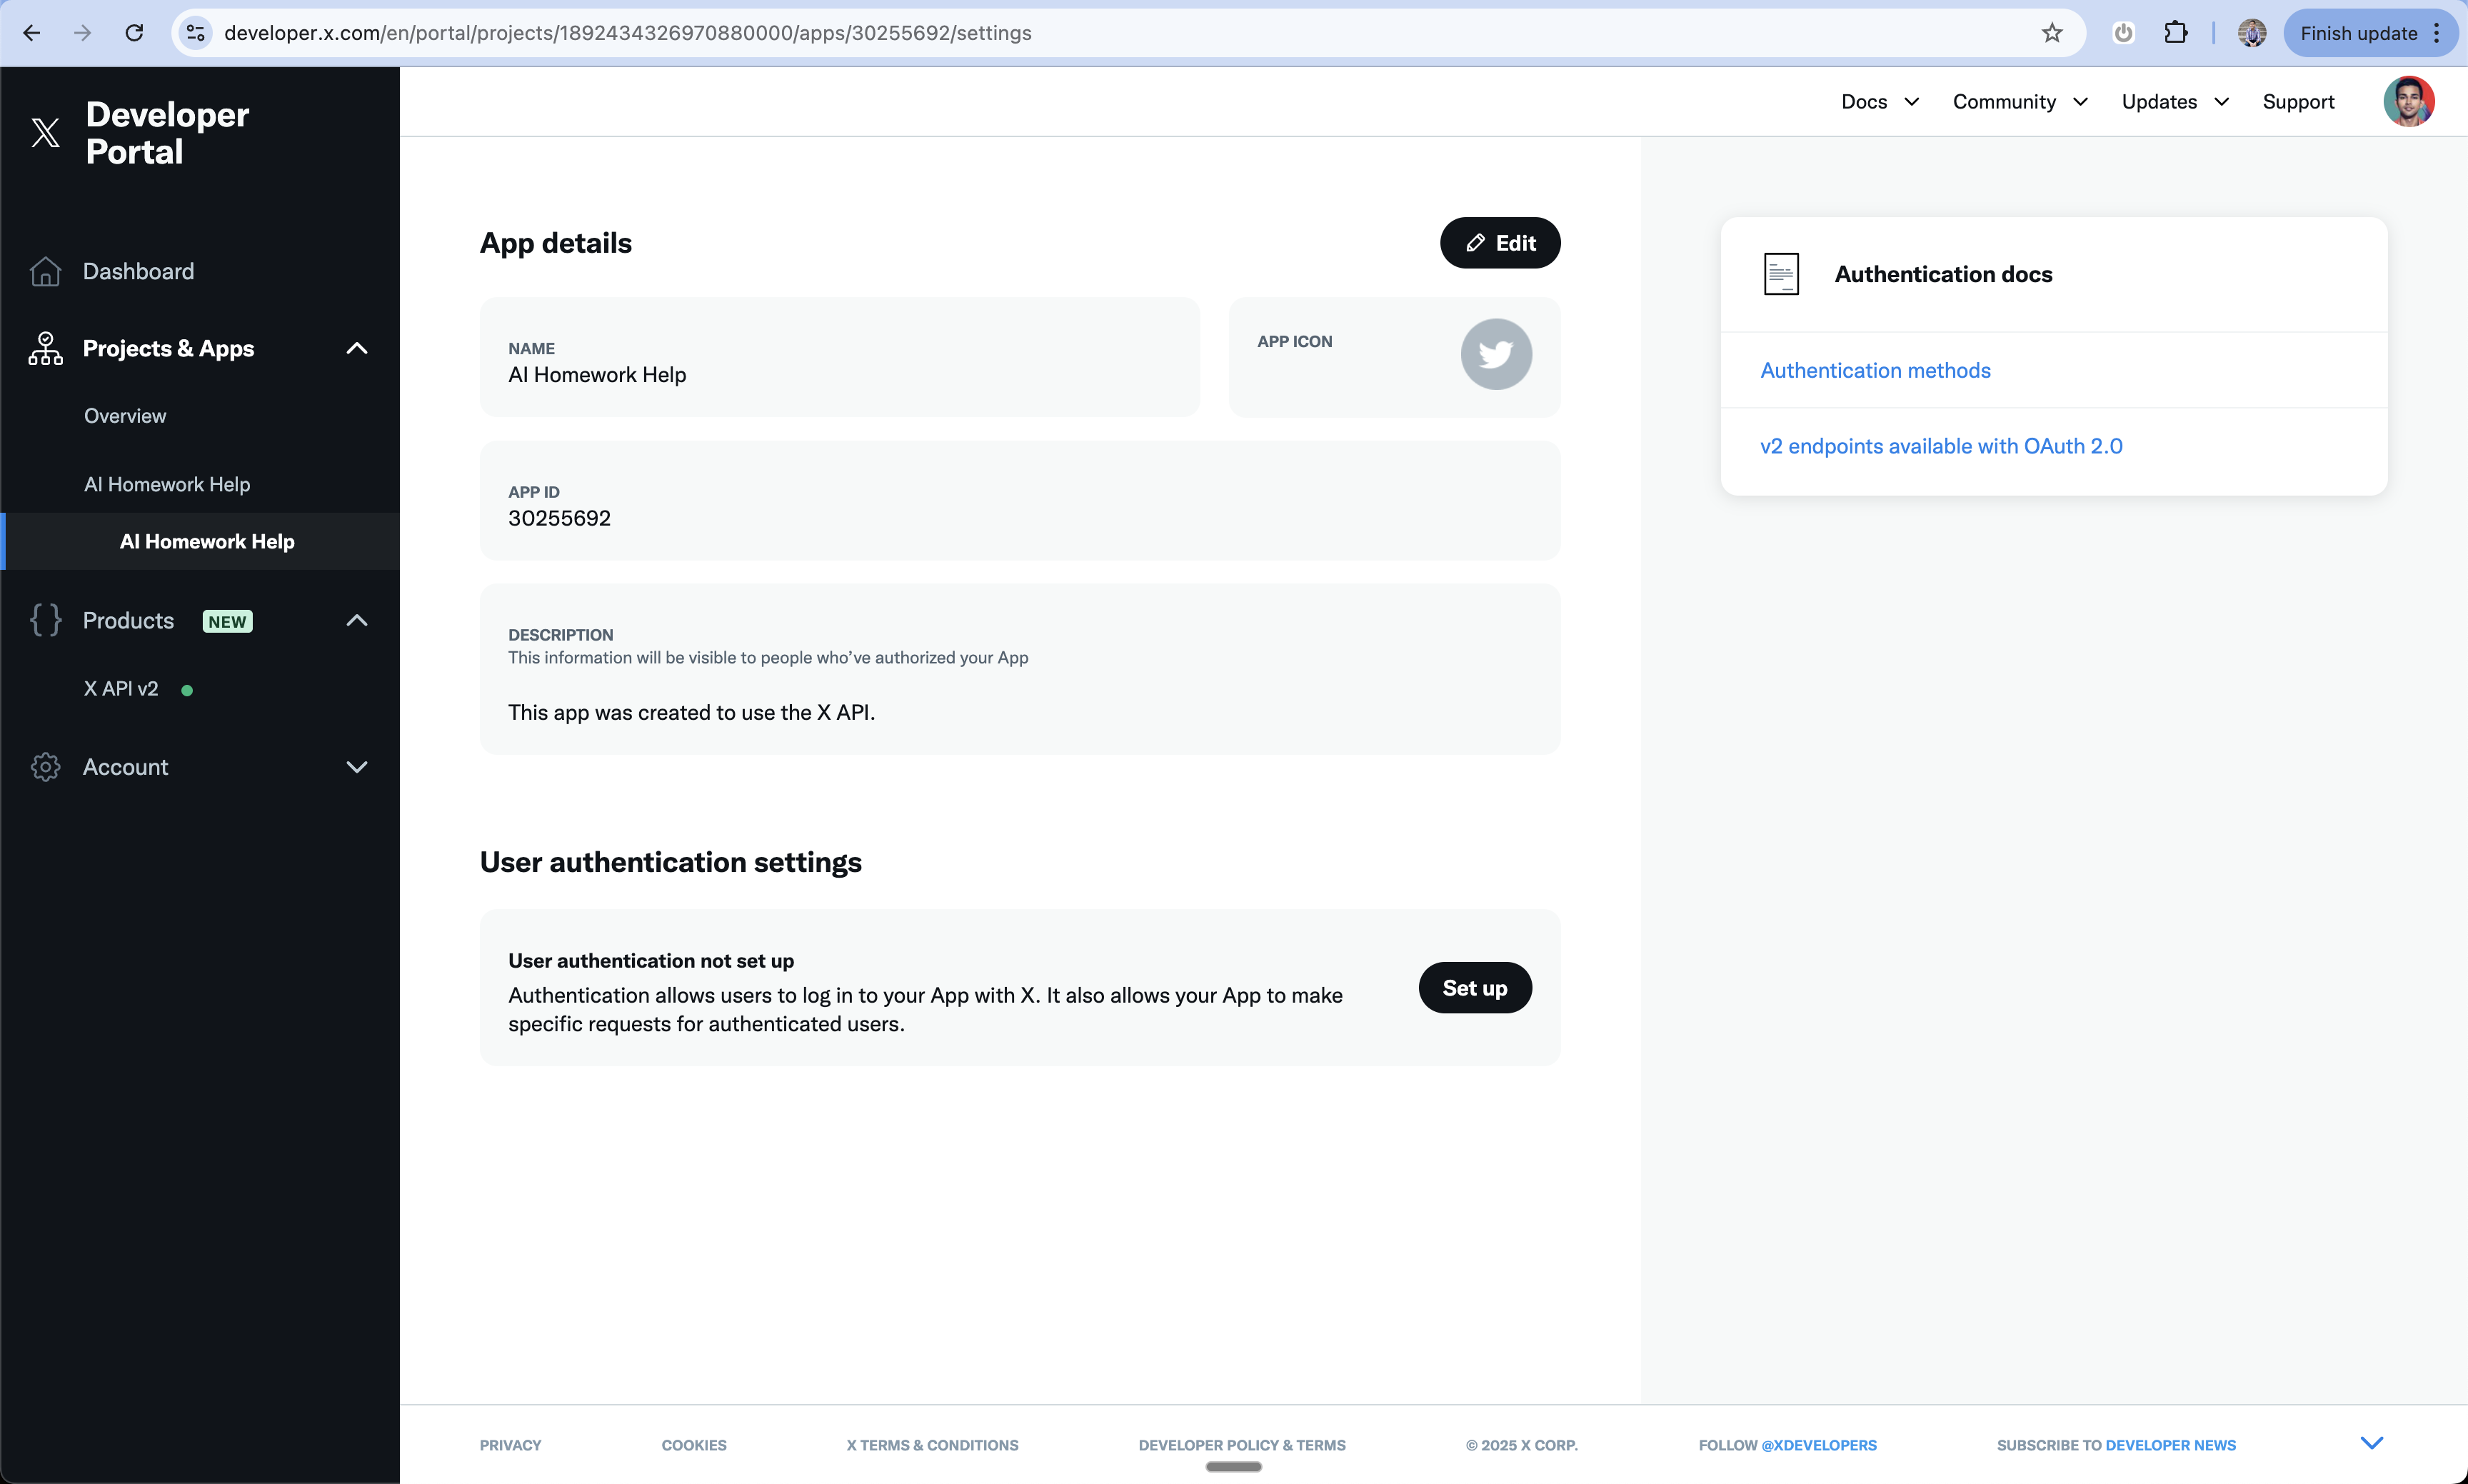 developer.x.com/en/portal/projects/1892434326970880000/apps/30255692/settings
Finish update
Developer
Portal
Docs
Community
Updates
Support
Dashboard
Projects & Apps
Overview
AI Homework Help
AI Homework Help
Products NEW
X API v2
Account
App details
Edit
NAME
AI Homework Help
APP ICON
APP ID
30255692
DESCRIPTION
This information will be visible to people who’ve authorized your App
This app was created to use the X API.
User authentication settings
User authentication not set up
Authentication allows users to log in to your App with X. It also allows your App to make
specific requests for authenticated users.
Set up
Authentication docs
Authentication methods
v2 endpoints available with OAuth 2.0
PRIVACY
COOKIES
X TERMS & CONDITIONS
DEVELOPER POLICY & TERMS
© 2025 X CORP.
FOLLOW @XDEVELOPERS
SUBSCRIBE TO DEVELOPER NEWS